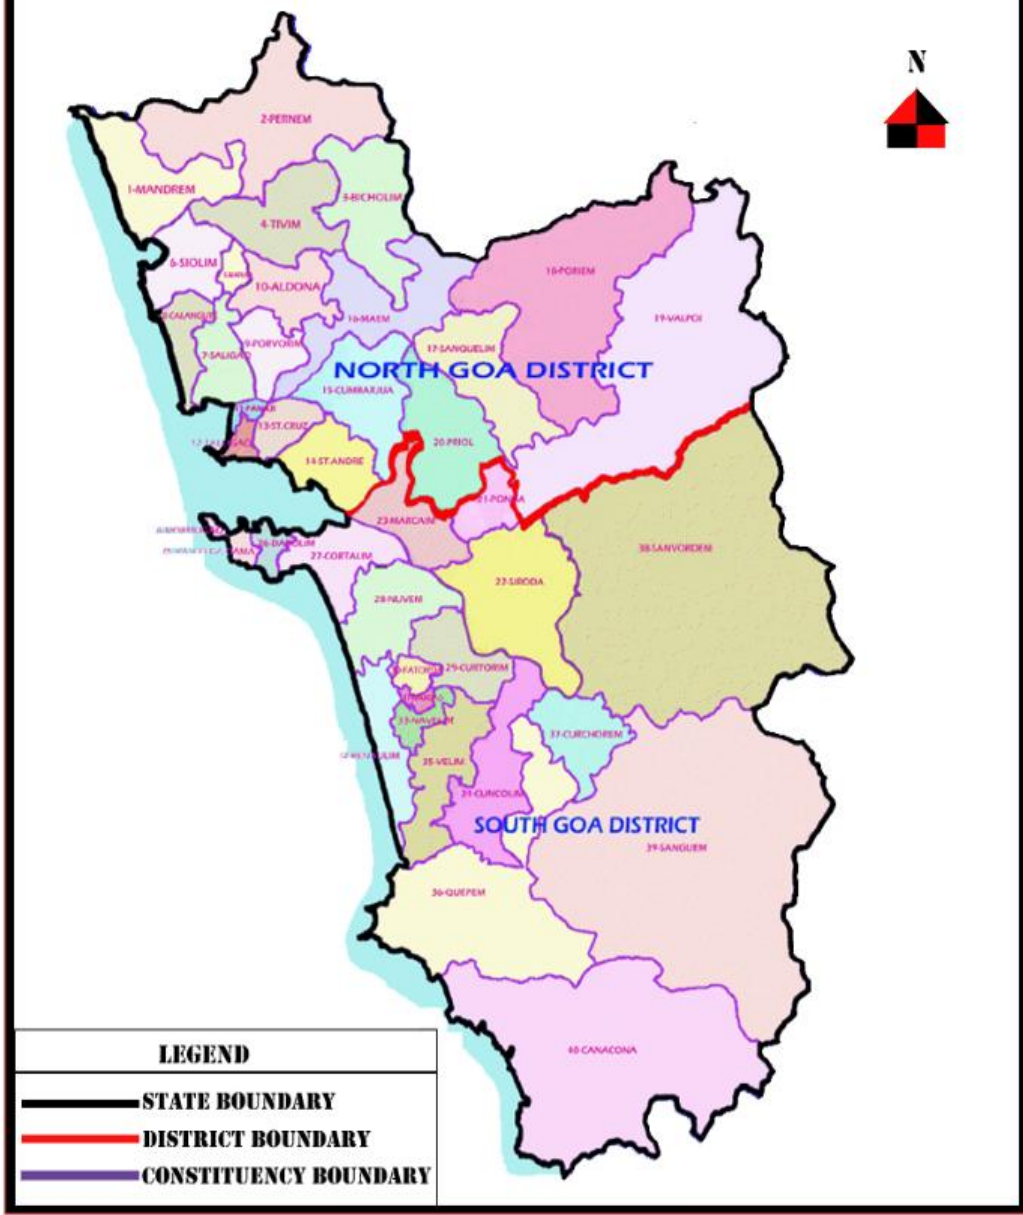 N
2-PERNEM
1-MANDREM
3-BICHOLIM
4-TIVIM
6-SIOLIM
18-PORIEM
10-ALDONA
19-VALPOI
16-MAEM
9-PORVORIM
17-SANQUELIM
7-SALIGAO
NORTH GOA DISTRICT
15-CUMBARJUA
13-ST.CRUZ
20-PRIOL
14-ST.ANDRE
21-PONDA
23-MARCAIM
38-SANVORDEM
27-CORTALIM
22-SIRODA
28-NUVEM
29-CURTORIM
33-NAVELIM
37-CURCHOREM
35-VELIM
SOUTH GOA DISTRICT
39-SANGUEM
36-QUEPEM
40-CANACONA
LEGEND
STATE BOUNDARY
DISTRICT BOUNDARY
CONSTITUENCY BOUNDARY